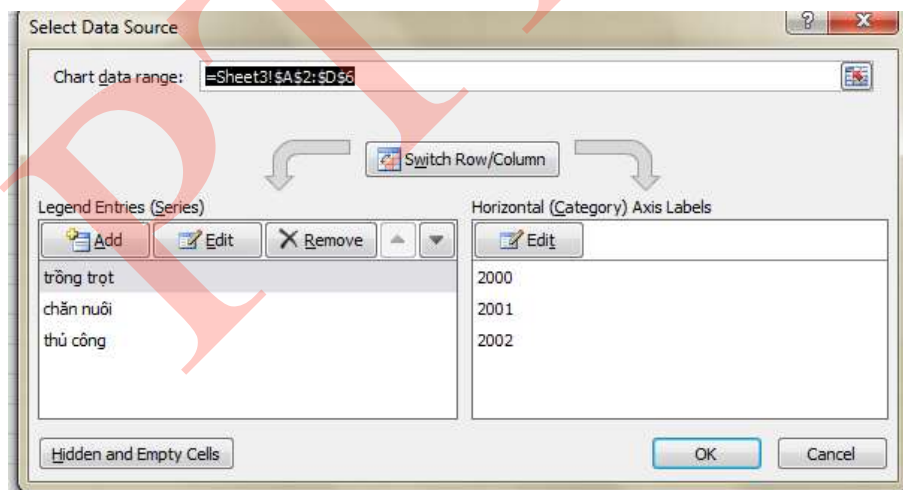 Select Data Source
Chart data range: =Sheet3!$A$2:$D$6
Switch Row/Column
Legend Entries (Series)
Add Edit Remove
trồng trọt
chăn nuôi
thủ công
Horizontal (Category) Axis Labels
Edit
2000
2001
2002
Hidden and Empty Cells
OK Cancel